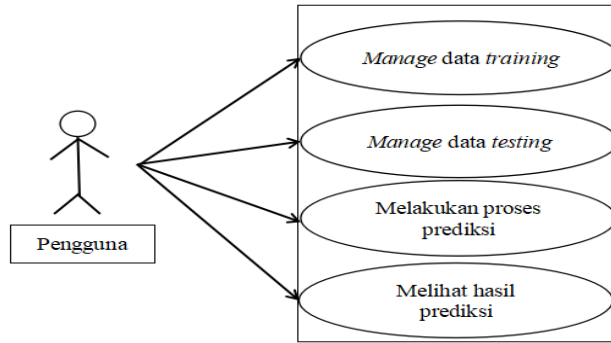 Manage data training
Manage data testing
Melakukan proses
prediksi
Pengguna
Melihat hasil
prediksi